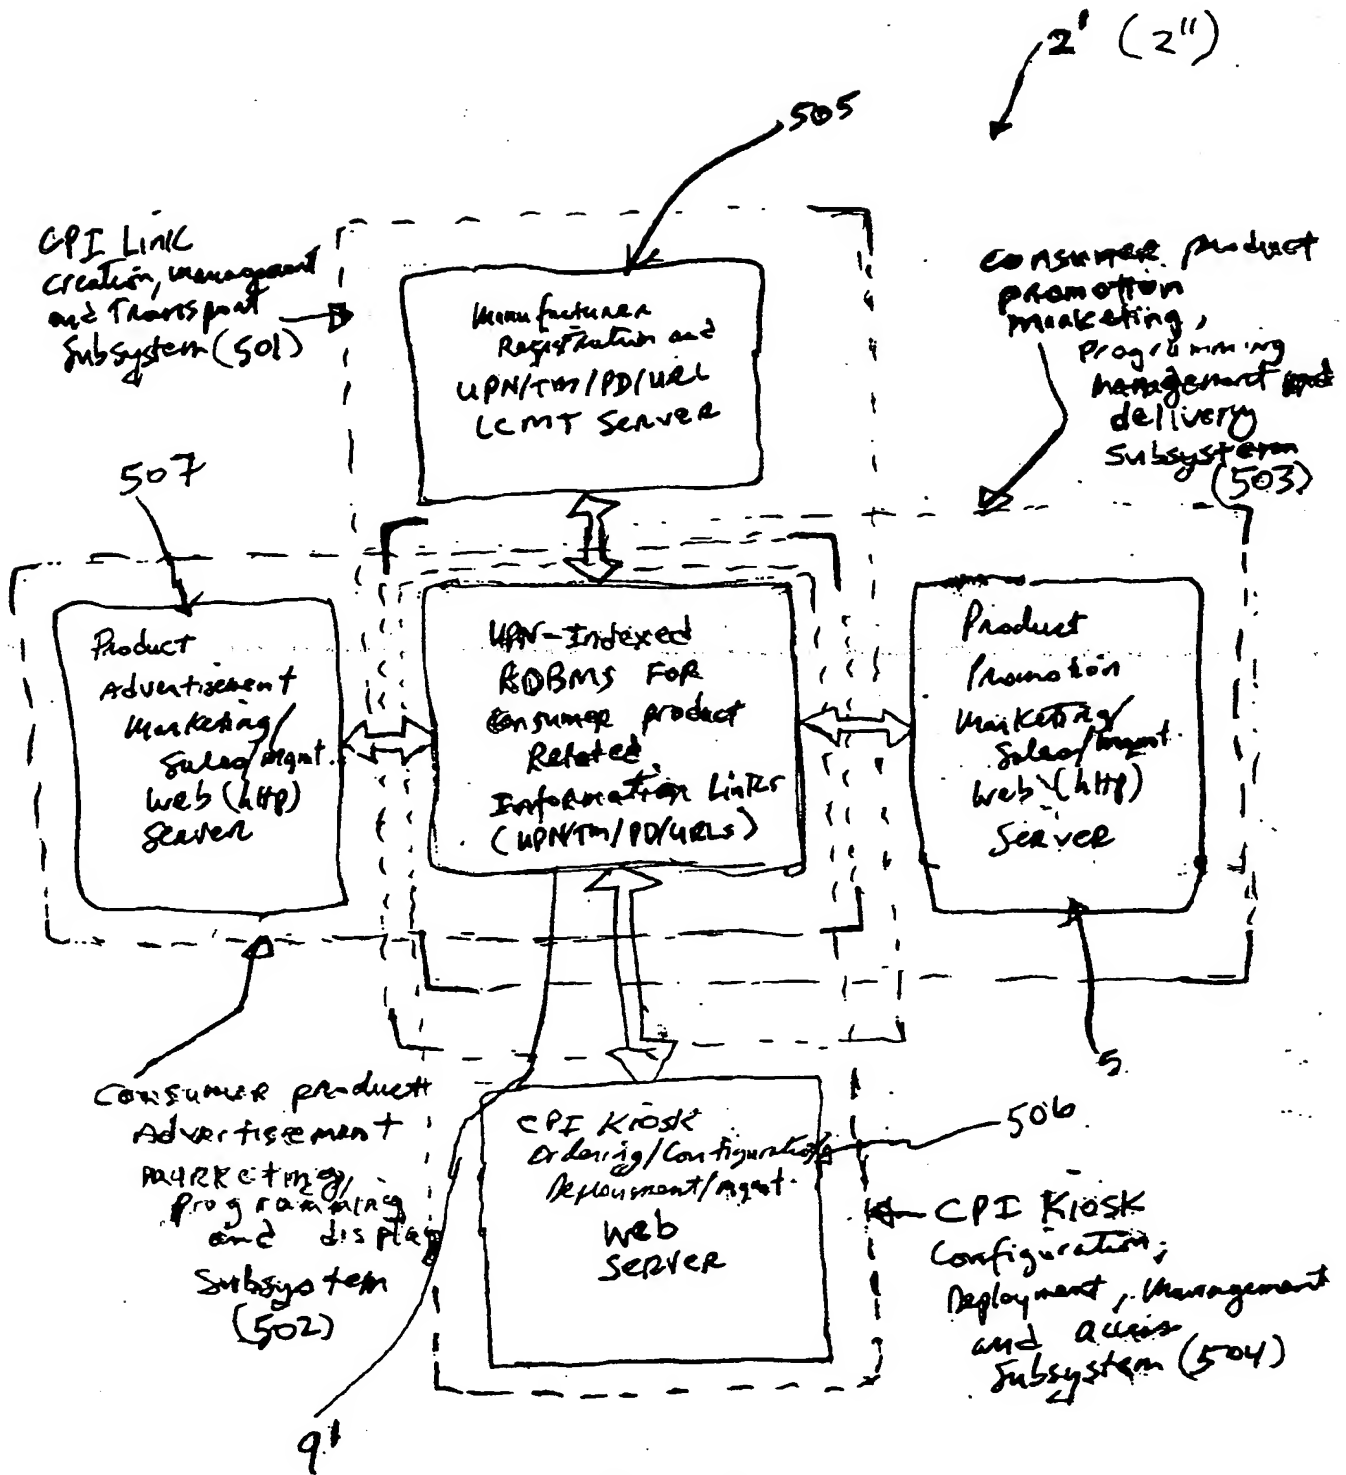 2' (2")
505
CPI Link
Creation, Management
and Transport
Subsystem (501)
Manufacturer
Registration and
UPN/TM/PD/URL
LCMT Server
Consumer product
promotion
marketing,
Programming
management and
delivery
Subsystem
(503)
507
Product
Advertisement
Marketing/
Sales/Mgmt.
Web (http)
Server
UPN-Indexed
RDBMS FOR
Consumer product
Related
Information Links
(UPN/TM/PD/URLs)
Product
Promotion
Marketing/
Sales/Mgmt.
Web (http)
Server
5
Consumer product
Advertisement
Marketing,
Programming
and display
Subsystem
(502)
CPI Kiosk
Ordering/Configuration/
Deployment/Mgmt.
Web
Server
506
CPI Kiosk
Configuration,
Deployment, Management
and access
Subsystem (504)
9'